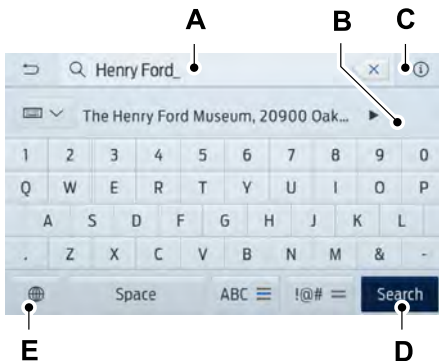 A B C
Henry Ford_
The Henry Ford Museum, 20900 Oak...
1 2 3 4 5 6 7 8 9 0
Q W E R T Y U I O P
A S D F G H J K L
. Z X C V B N M & -
Space ABC !@# = Search
E D